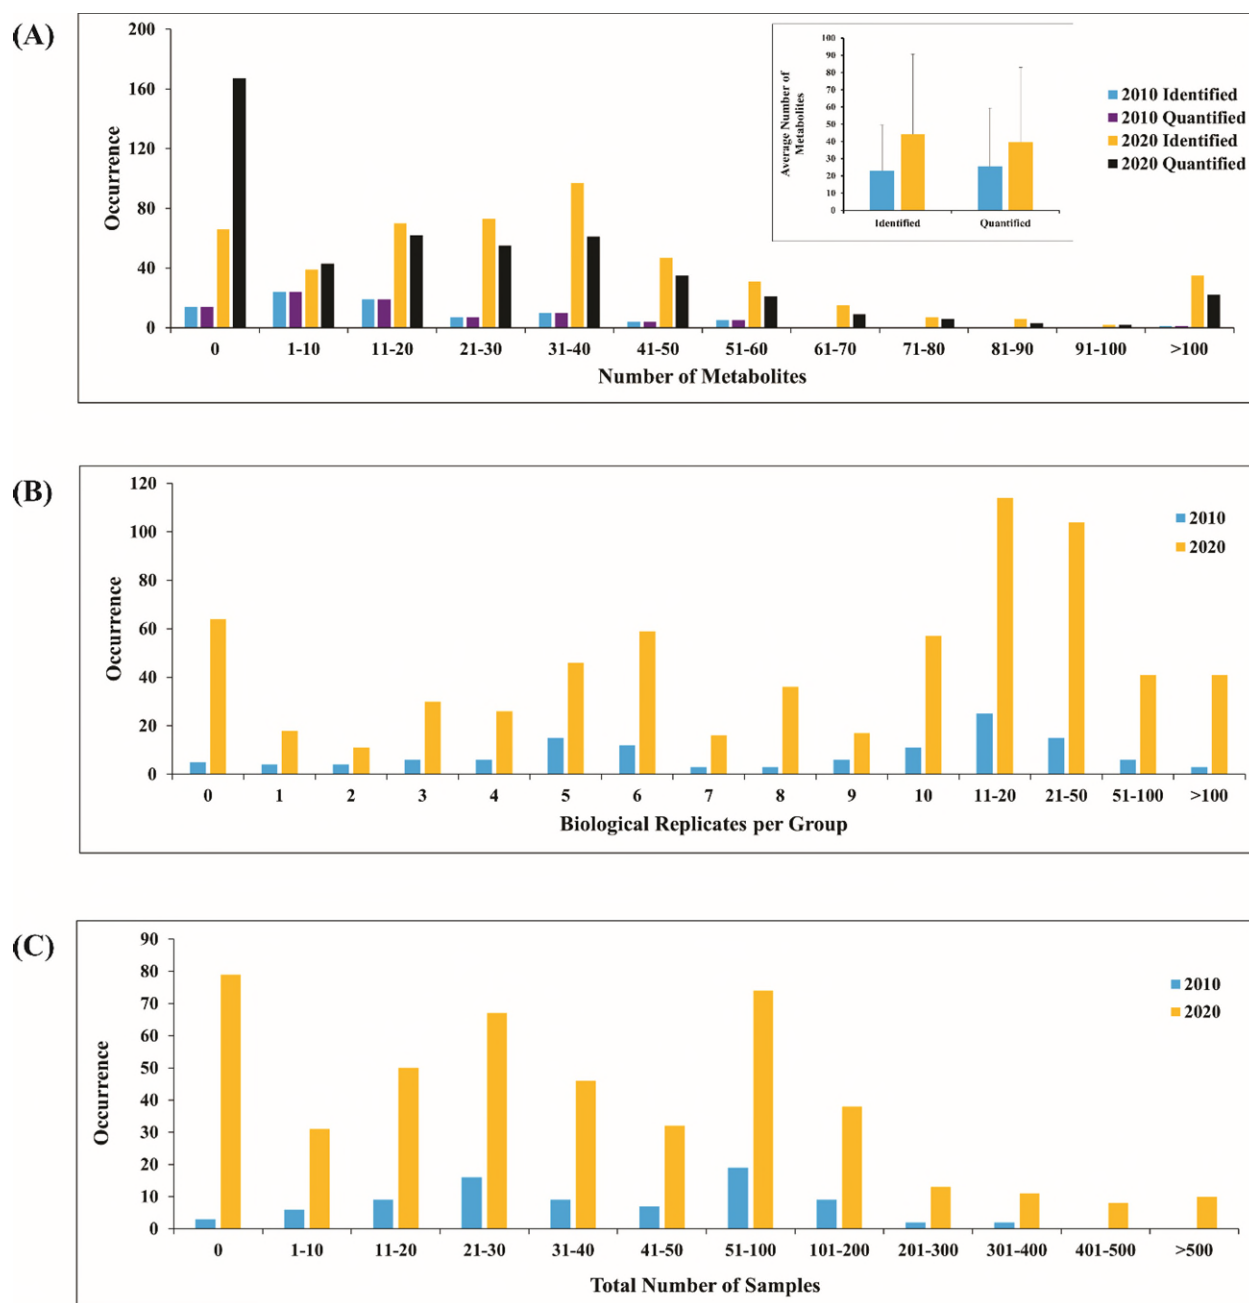 (A)
200
160
120
80
40
0
Occurrence
0 1-10 11-20 21-30 31-40 41-50 51-60 61-70 71-80 81-90 91-100 >100
Number of Metabolites
100
90
80
70
60
50
40
30
20
10
0
Average Number of
Metabolites
Identified Quantified
2010 Identified
2010 Quantified
2020 Identified
2020 Quantified
(B)
120
100
80
60
40
20
0
Occurrence
0 1 2 3 4 5 6 7 8 9 10 11-20 21-50 51-100 >100
Biological Replicates per Group
2010
2020
(C)
90
80
70
60
50
40
30
20
10
0
Occurrence
0 1-10 11-20 21-30 31-40 41-50 51-100 101-200 201-300 301-400 401-500 >500
Total Number of Samples
2010
2020